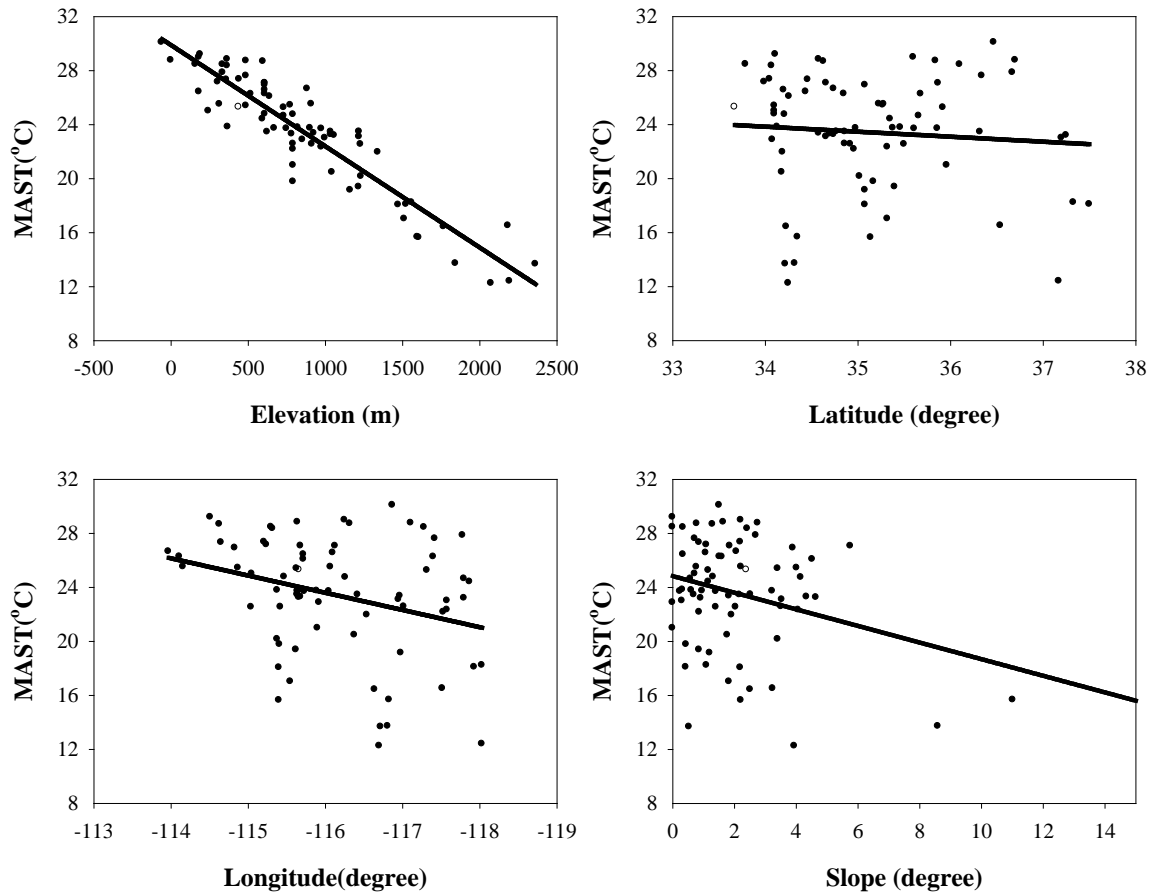 32
28
24
20
16
12
8
MAST(°C)
-500 0 500 1000 1500 2000 2500
Elevation (m)
32
28
24
20
16
12
8
MAST(°C)
33 34 35 36 37 38
Latitude (degree)
32
28
24
20
16
12
8
MAST(°C)
-113 -114 -115 -116 -117 -118 -119
Longitude(degree)
32
28
24
20
16
12
8
MAST(°C)
0 2 4 6 8 10 12 14
Slope (degree)